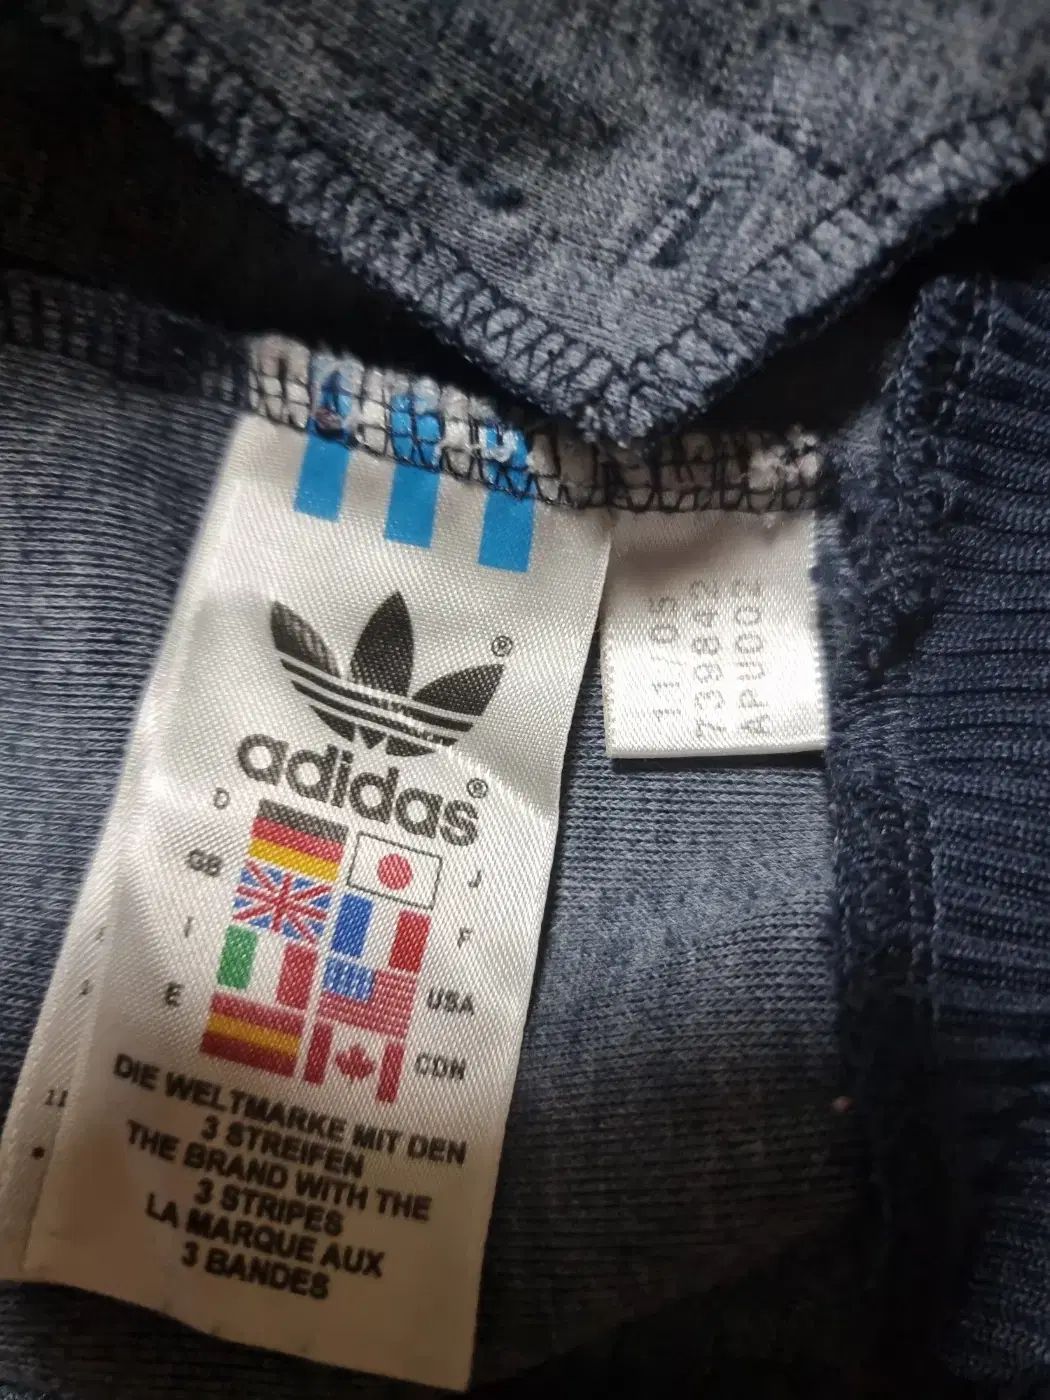 adidas®
®
D
J
GB
F
I
USA
E
CDN
DIE WELTMARKE MIT DEN
3 STREIFEN
THE BRAND WITH THE
3 STRIPES
LA MARQUE AUX
3 BANDES
11/05
739842
APU002
11